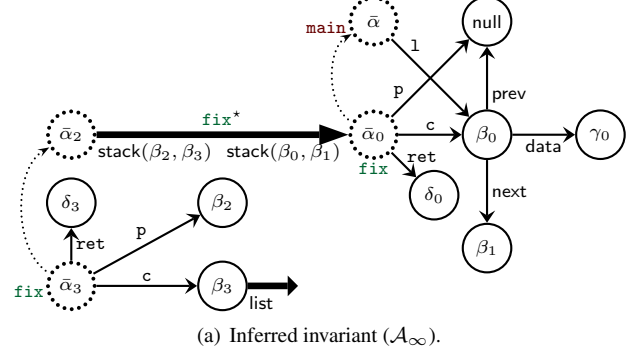 ᾱ
null
main
l
p
prev
fix*
ᾱ₂
ᾱ₀
c
β₀
γ₀
data
stack(β₂, β₃) stack(β₀, β₁)
fix
ret
next
δ₃
β₂
δ₀
p
ret
β₁
c
fix
ᾱ₃
β₃
list
(a) Inferred invariant (𝒜∞).